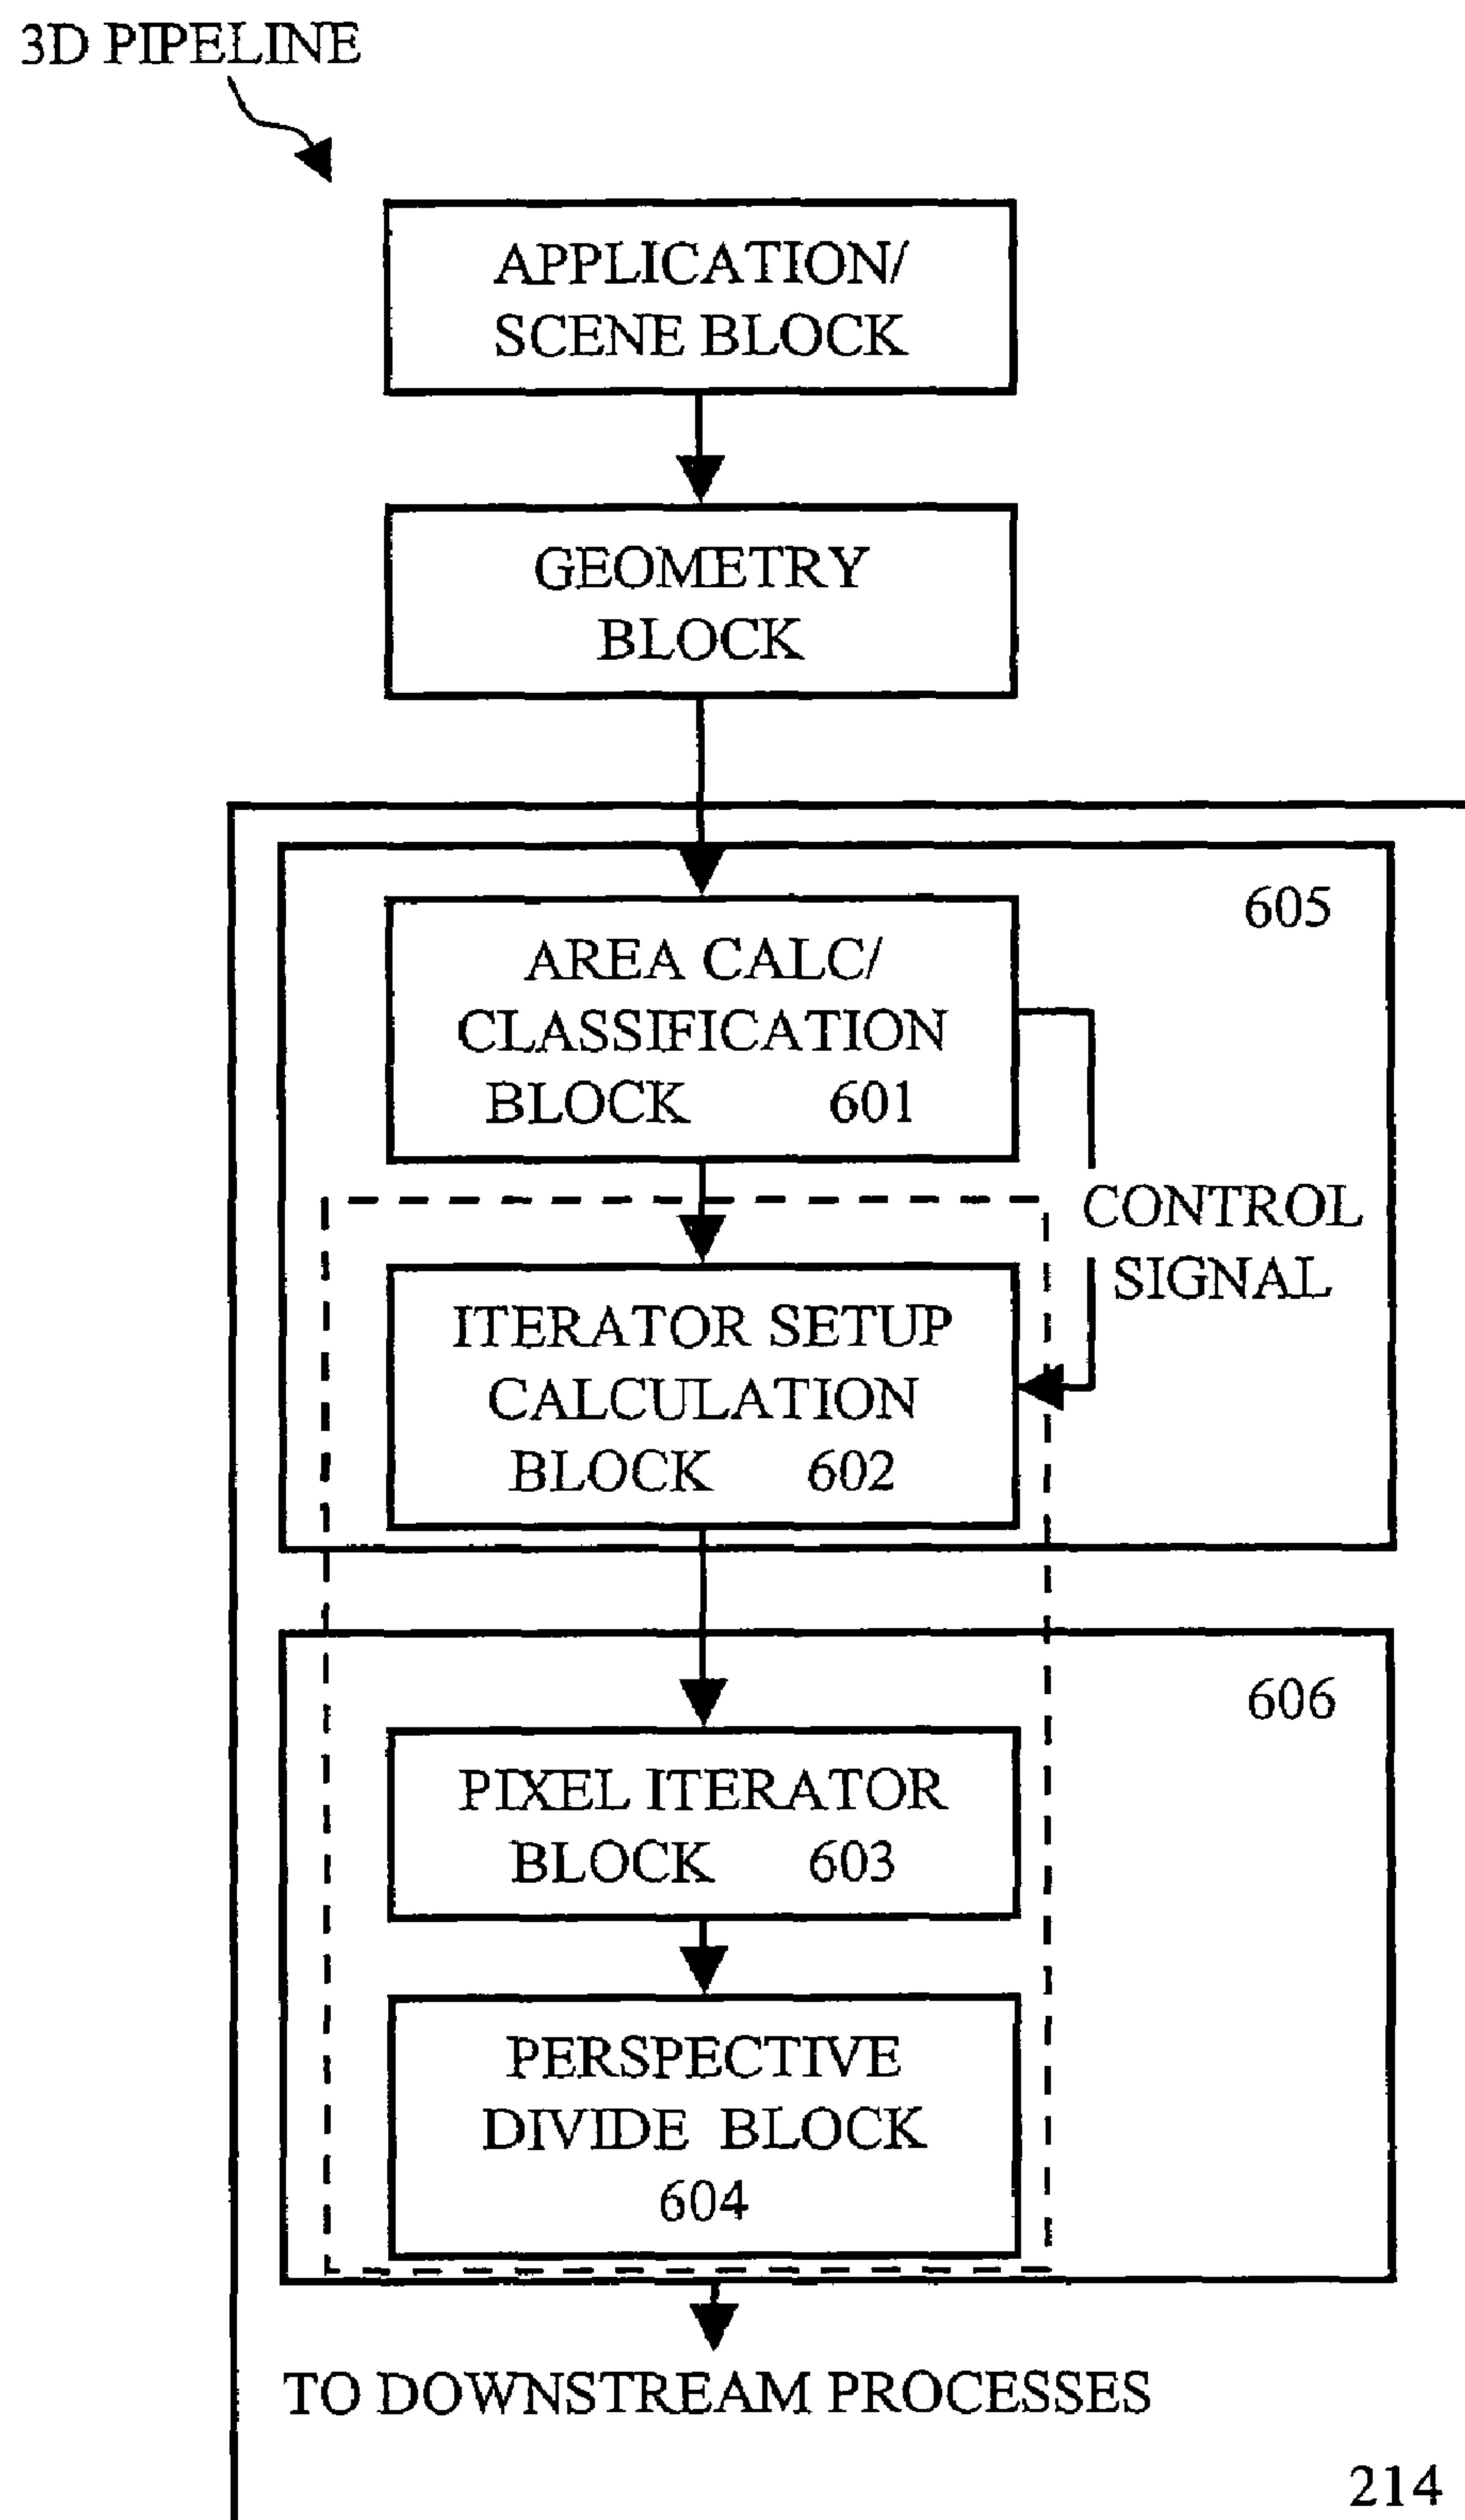 3D PIPELINE
APPLICATION/
SCENE BLOCK
GEOMETRY
BLOCK
605
AREA CALC/
CLASSIFICATION
BLOCK 601
CONTROL
SIGNAL
ITERATOR SETUP
CALCULATION
BLOCK 602
606
PIXEL ITERATOR
BLOCK 603
PERSPECTIVE
DIVIDE BLOCK
604
TO DOWNSTREAM PROCESSES
214